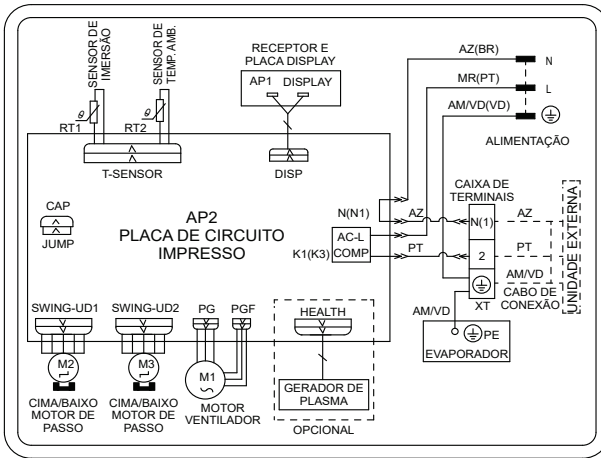 SENSOR DE
IMERSÃO
SENSOR DE
TEMP. AMB.
RECEPTOR E
PLACA DISPLAY
AP1 DISPLAY
AZ(BR)
N
MR(PT)
L
AM/VD(VD)
ALIMENTAÇÃO
θ
θ
RT1
RT2
T-SENSOR
DISP
CAP
JUMP
AP2
PLACA DE CIRCUITO
IMPRESSO
N(N1)
AC-L
K1(K3)
COMP
CAIXA DE
TERMINAIS
AZ
N(1)
AZ
PT
2
PT
AM/VD
XT
CABO DE
CONEXÃO
UNIDADE EXTERNA
AM/VD
PE
EVAPORADOR
SWING-UD1
SWING-UD2
PG
PGF
HEALTH
M2
M3
M1
GERADOR DE
PLASMA
CIMA/BAIXO
MOTOR DE
PASSO
CIMA/BAIXO
MOTOR DE
PASSO
MOTOR
VENTILADOR
OPCIONAL